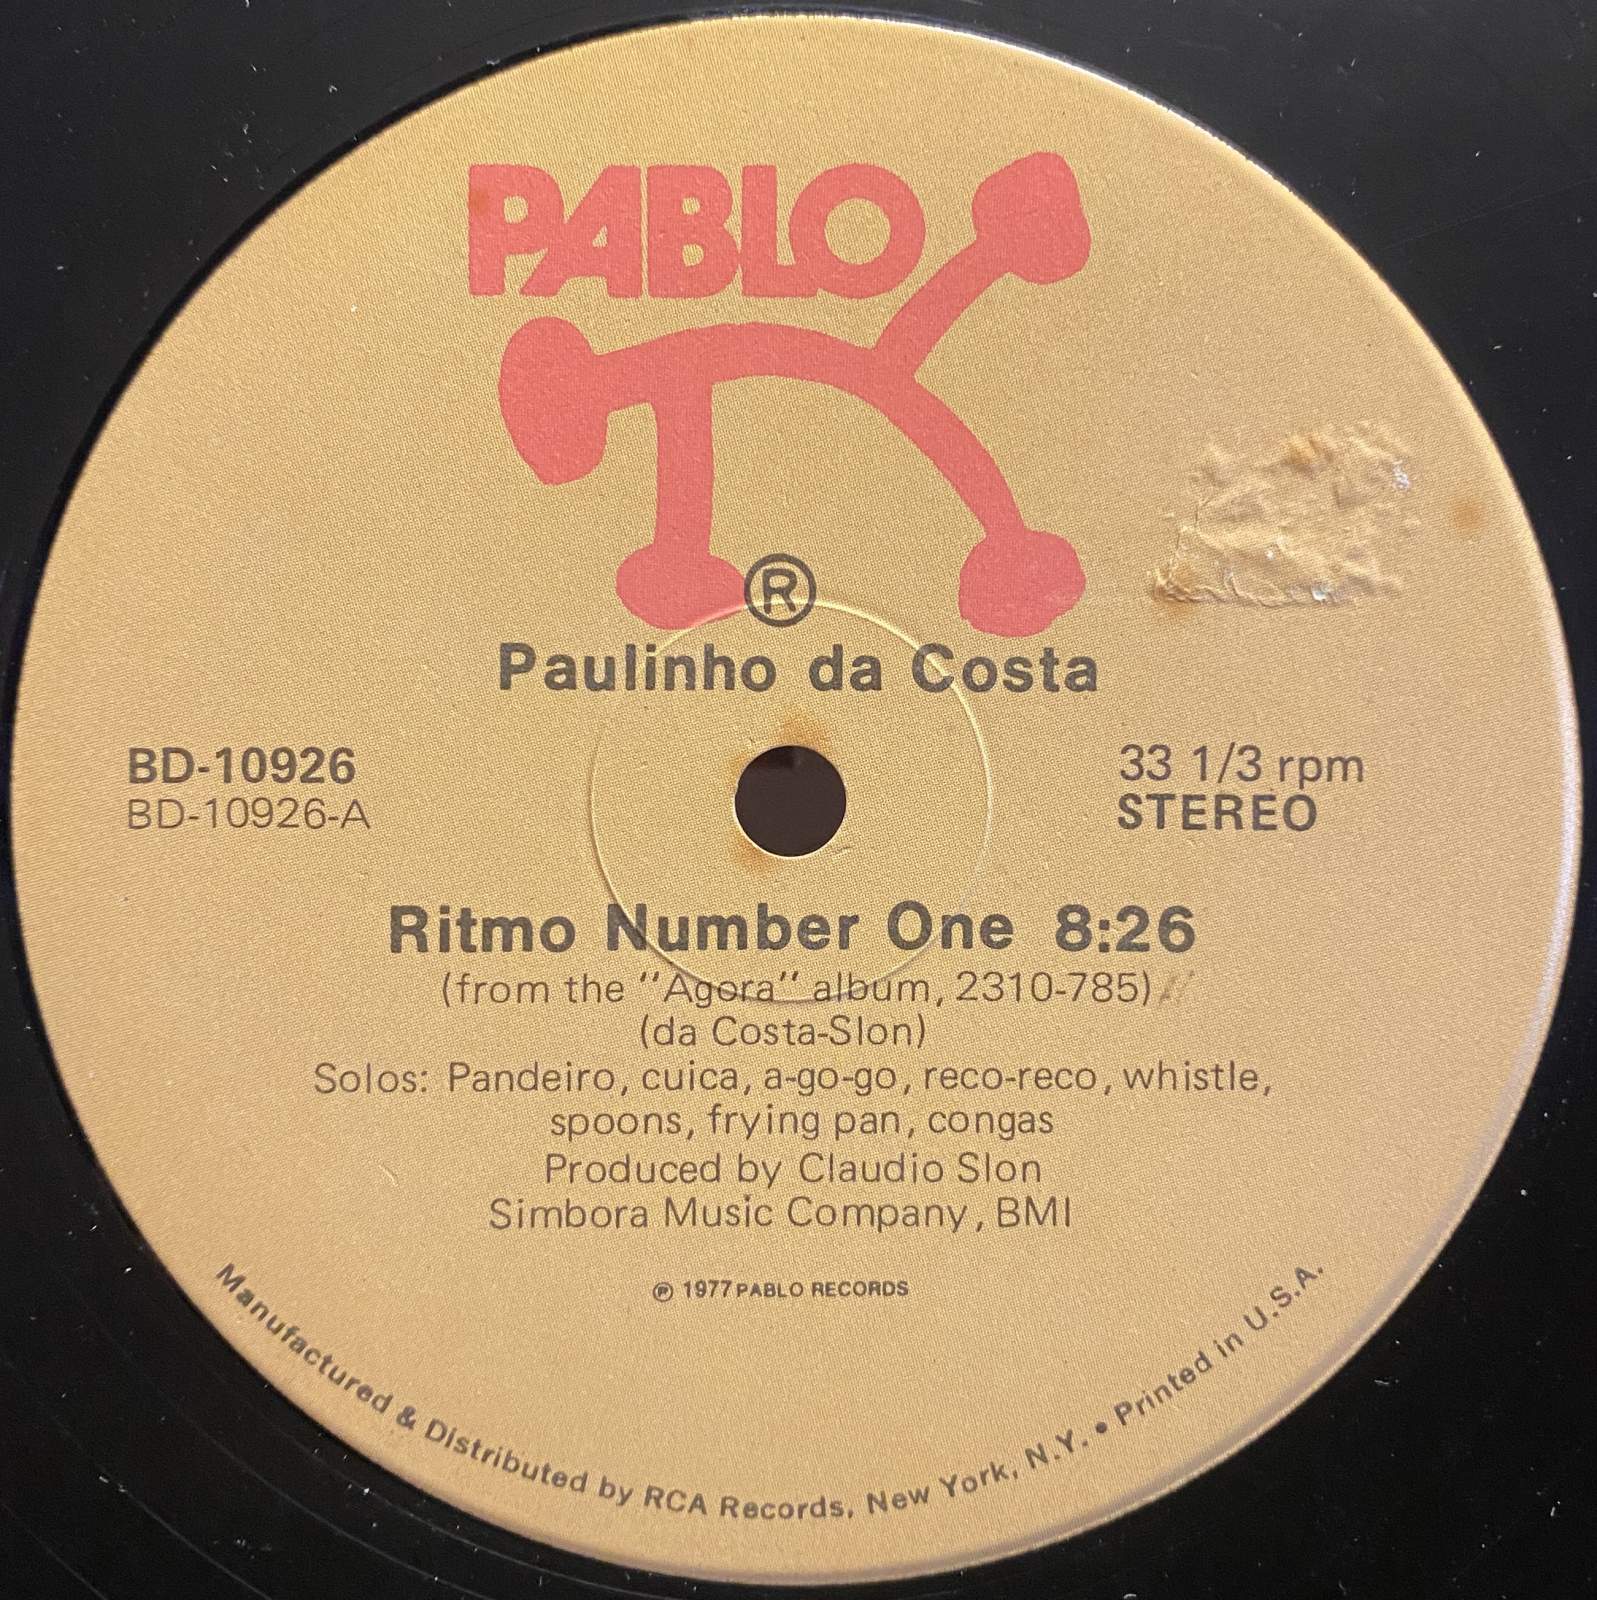 PABLO
®
Paulinho da Costa
BD-10926
BD-10926-A
33 1/3 rpm
STEREO
Ritmo Number One 8:26
(from the "Agora" album, 2310-785)
(da Costa-Slon)
Solos: Pandeiro, cuica, a-go-go, reco-reco, whistle,
spoons, frying pan, congas
Produced by Claudio Slon
Simbora Music Company, BMI
℗ 1977 PABLO RECORDS
Manufactured & Distributed by RCA Records, New York, N.Y. • Printed in U.S.A.